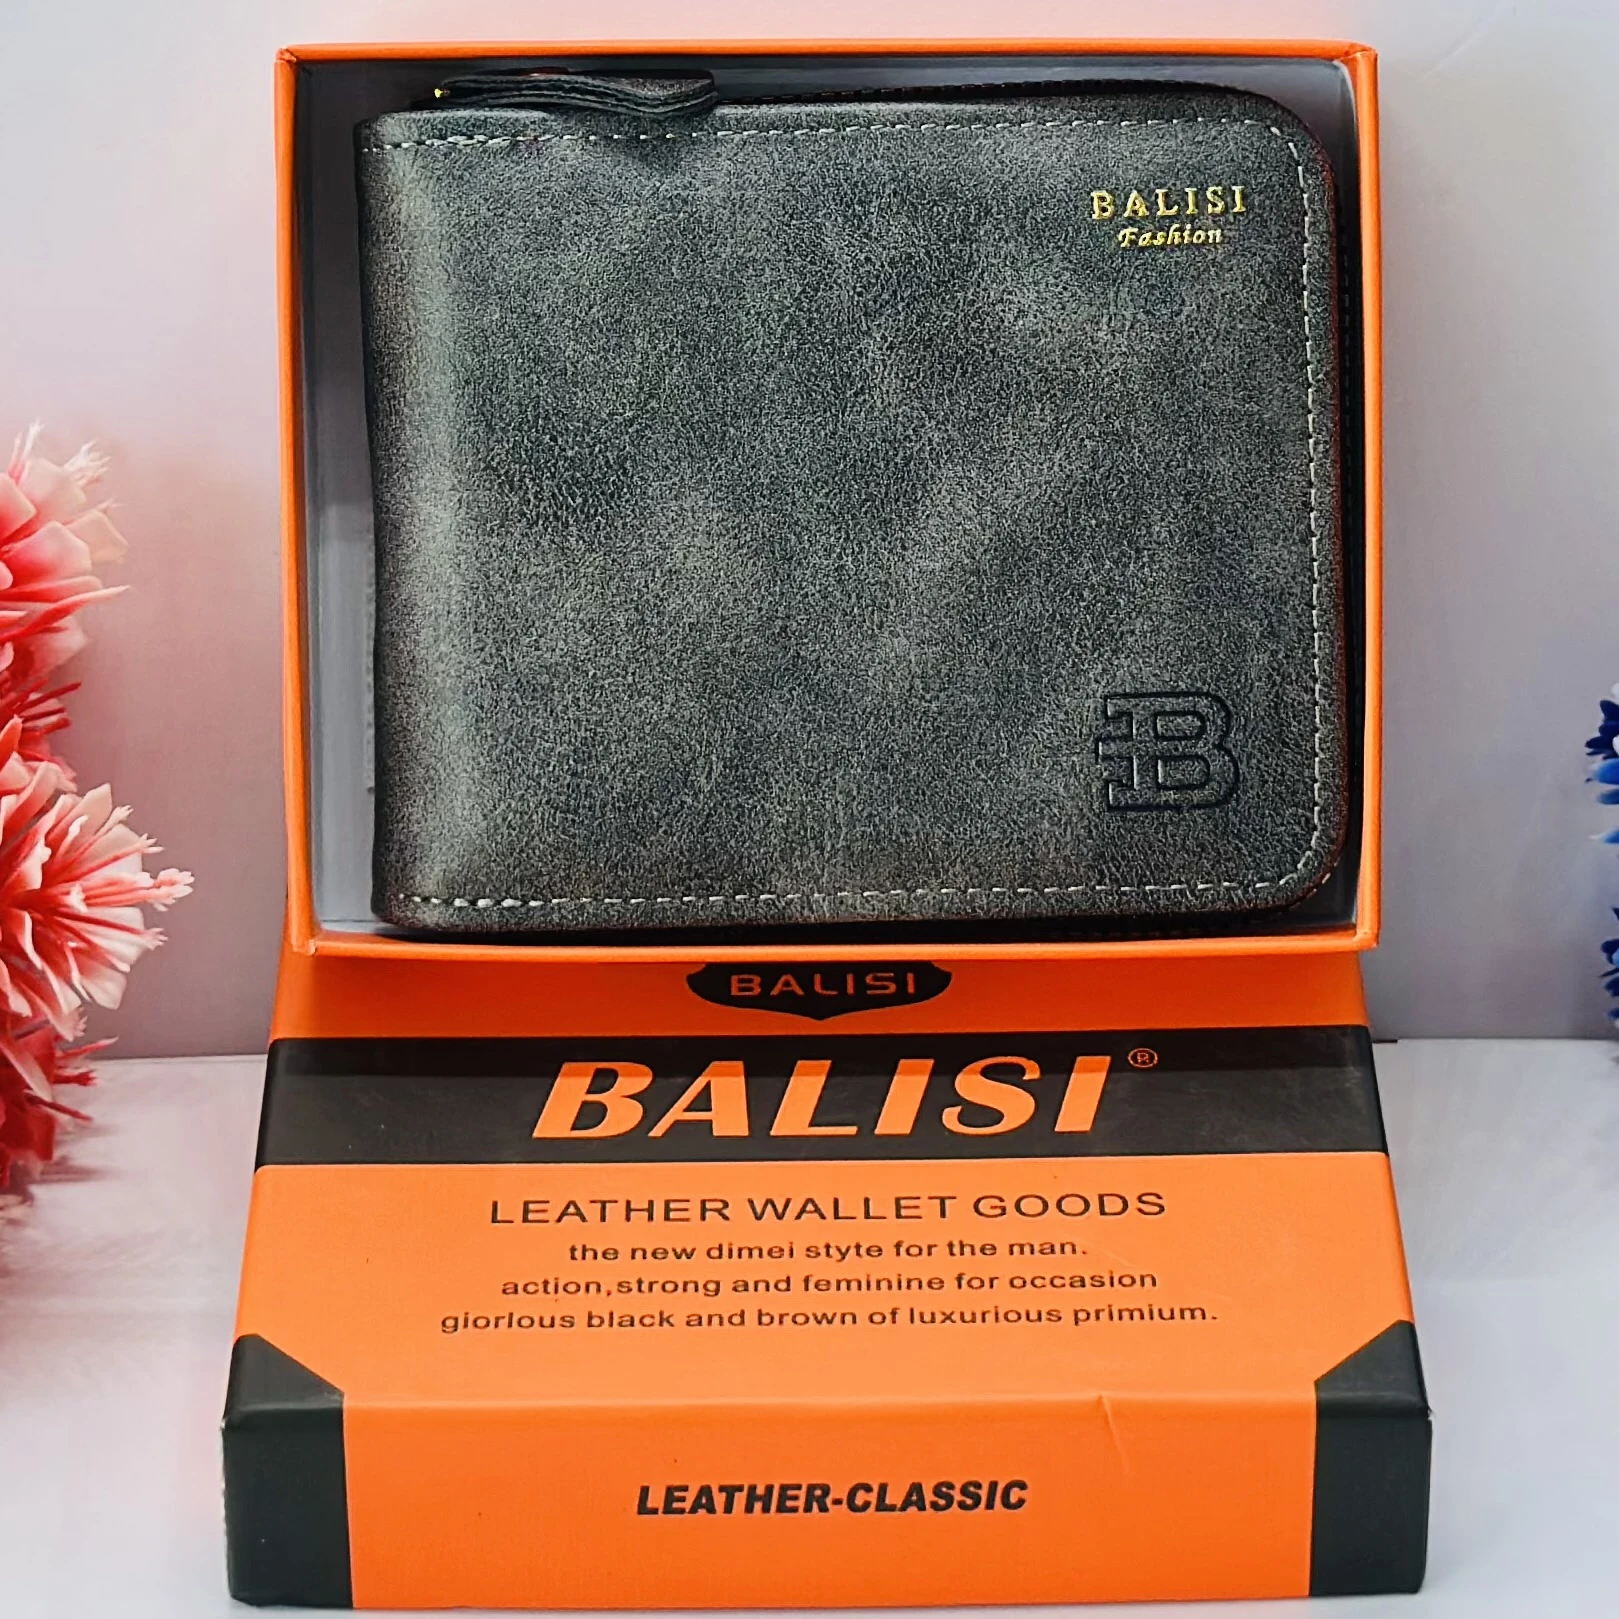 BALISI
Fashion
B
BALISI
BALISI®
LEATHER WALLET GOODS
the new dimei styte for the man.
action,strong and feminine for occasion
giorlous black and brown of luxurious primium.
LEATHER-CLASSIC